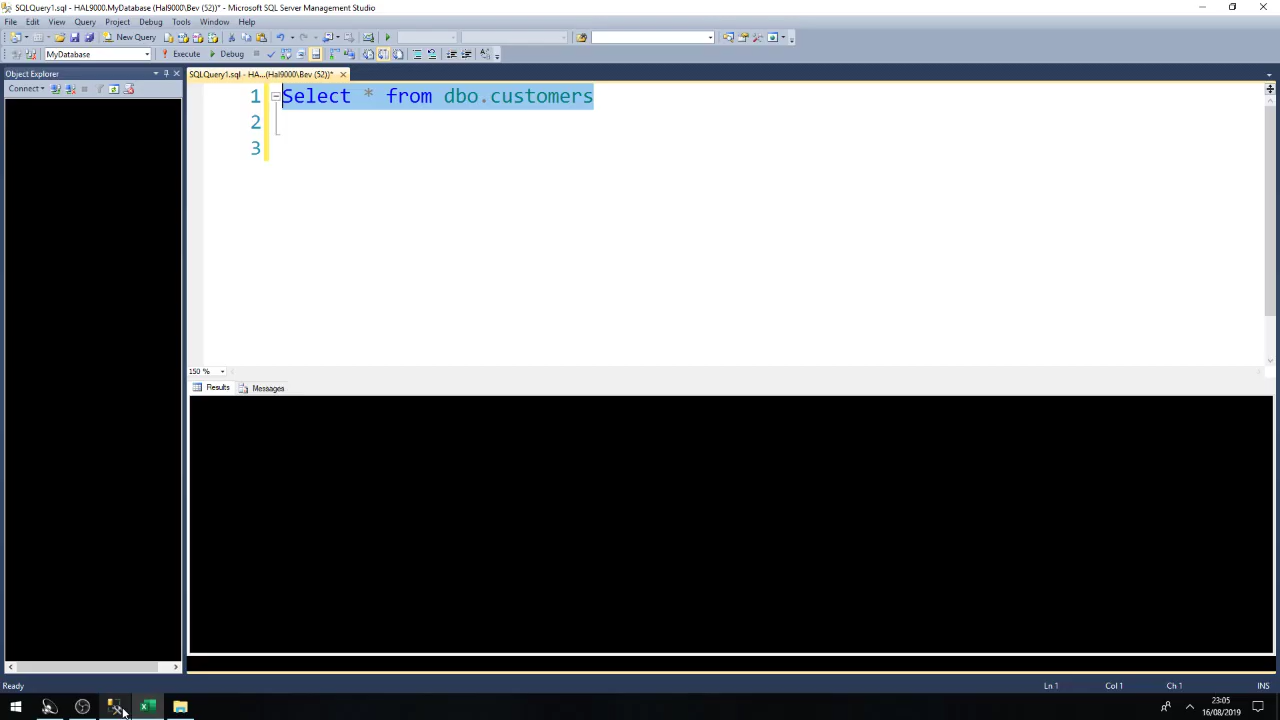 SQLQuery1.sql - HAL9000.MyDatabase (Hal9000\Bev (52))* - Microsoft SQL Server Management Studio
File Edit View Query Project Debug Tools Window Help
New Query
MyDatabase Execute Debug
Object Explorer
Connect
SQLQuery1.sql - HA...(Hal9000\Bev (52))*
1 Select * from dbo.customers
2
3
150 %
Results Messages
Ready Ln 1 Col 1 Ch 1 INS
23:05
16/08/2019